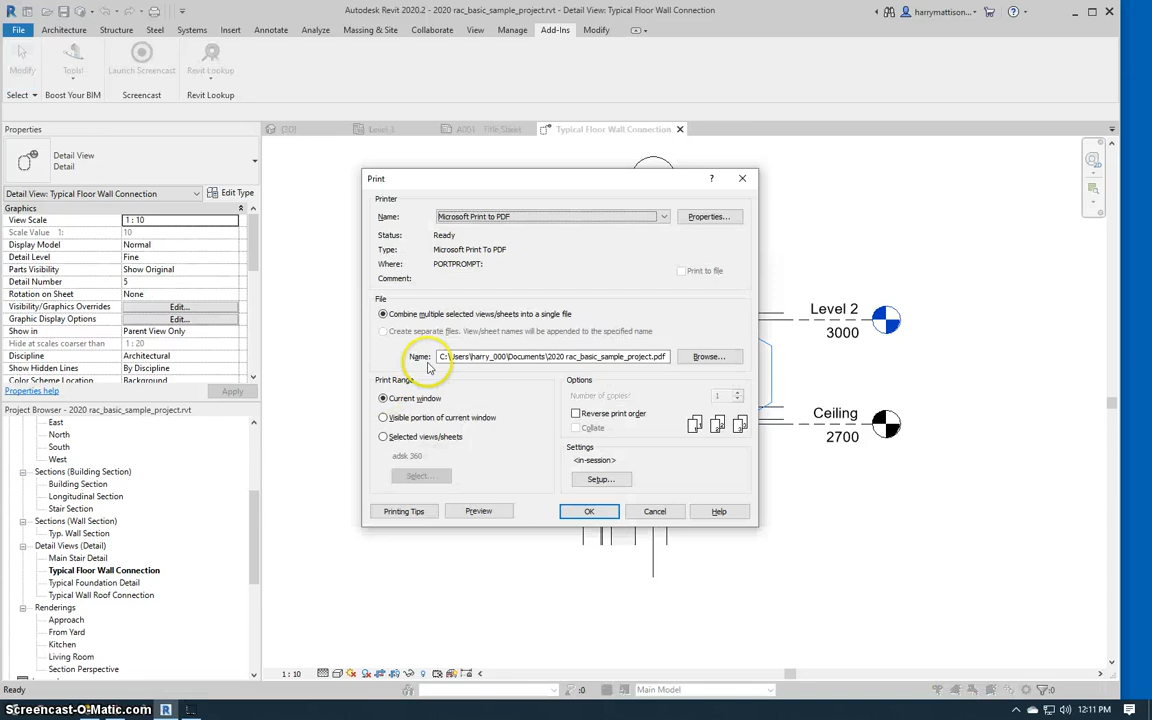 Autodesk Revit 2020.2 - 2020 rac_basic_sample_project.rvt - Detail View: Typical Floor Wall Connection
harrymattison...
File Architecture Structure Steel Systems Insert Annotate Analyze Massing & Site Collaborate View Manage Add-Ins Modify
Modify Tools! Launch Screencast Revit Lookup
Select Boost Your BIM Screencast Revit Lookup
Properties
{3D} Level 1 A001 Title Sheet Typical Floor Wall Connection
Detail View
Detail
Detail View: Typical Floor Wall Connection Edit Type
Graphics
View Scale 1 : 10
Scale Value 1: 10
Display Model Normal
Detail Level Fine
Parts Visibility Show Original
Detail Number 5
Rotation on Sheet None
Visibility/Graphics Overrides Edit...
Graphic Display Options Edit...
Show in Parent View Only
Hide at scales coarser than 1 : 20
Discipline Architectural
Show Hidden Lines By Discipline
Color Scheme Location Background
Properties help Apply
Project Browser - 2020 rac_basic_sample_project.rvt
East
North
South
West
Sections (Building Section)
Building Section
Longitudinal Section
Stair Section
Sections (Wall Section)
Typ. Wall Section
Detail Views (Detail)
Main Stair Detail
Typical Floor Wall Connection
Typical Foundation Detail
Typical Wall Roof Connection
Renderings
Approach
From Yard
Kitchen
Living Room
Section Perspective
Print
Printer
Name: Microsoft Print to PDF Properties...
Status: Ready
Type: Microsoft Print To PDF
Where: PORTPROMPT:
Comment: Print to file
File
Combine multiple selected views/sheets into a single file
Create separate files. View/sheet names will be appended to the specified name
Name: C:\Users\harry_000\Documents\2020 rac_basic_sample_project.pdf Browse...
Print Range
Current window
Visible portion of current window
Selected views/sheets
adsk 360
Select...
Options
Number of copies: 1
Reverse print order
Collate
Settings
<in-session>
Setup...
Printing Tips Preview OK Cancel Help
Level 2
3000
Ceiling
2700
1 : 10
Ready :0 Main Model :0
Screencast-O-Matic.com
12:11 PM